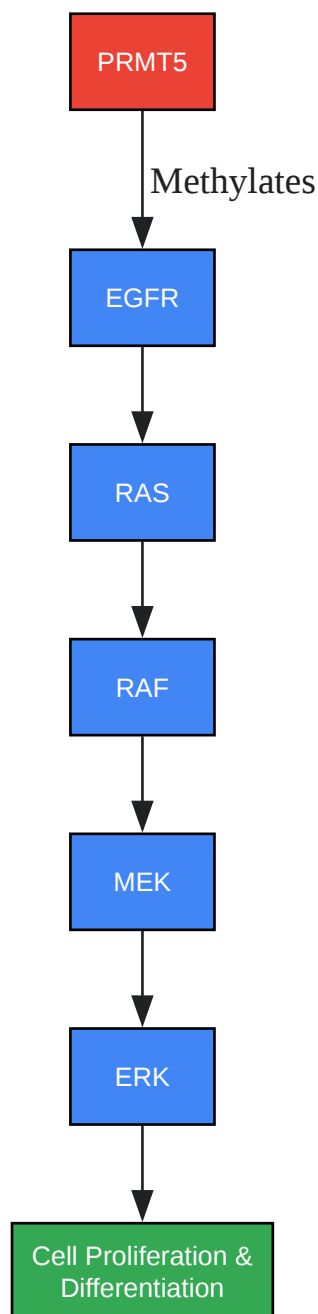 PRMT5
Methylates
EGFR
RAS
RAF
MEK
ERK
Cell Proliferation &
Differentiation